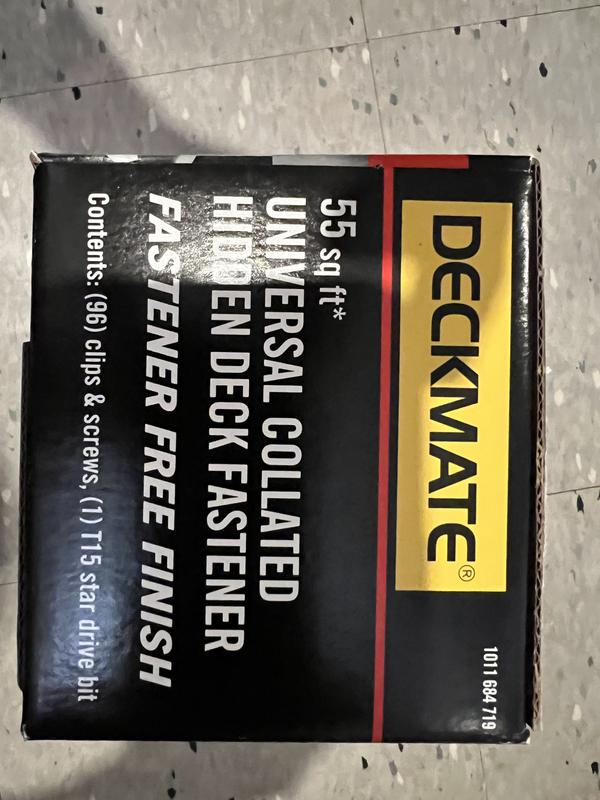 DECKMATE®
1011 684 719
55 sq ft*
UNIVERSAL COLLATED
HIDDEN DECK FASTENER
FASTENER FREE FINISH
Contents: (96) clips & screws, (1) T15 star drive bit